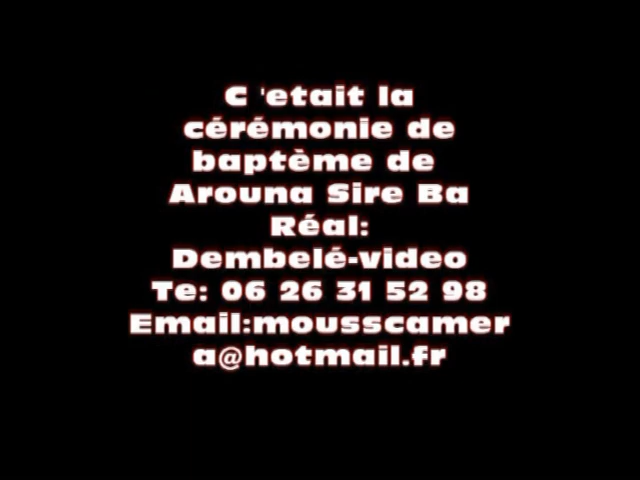 C 'etait la
cérémonie de
baptème de
Arouna Sire Ba
Réal:
Dembelé-video
Te: 06 26 31 52 98
Email:mousscamer
a@hotmail.fr